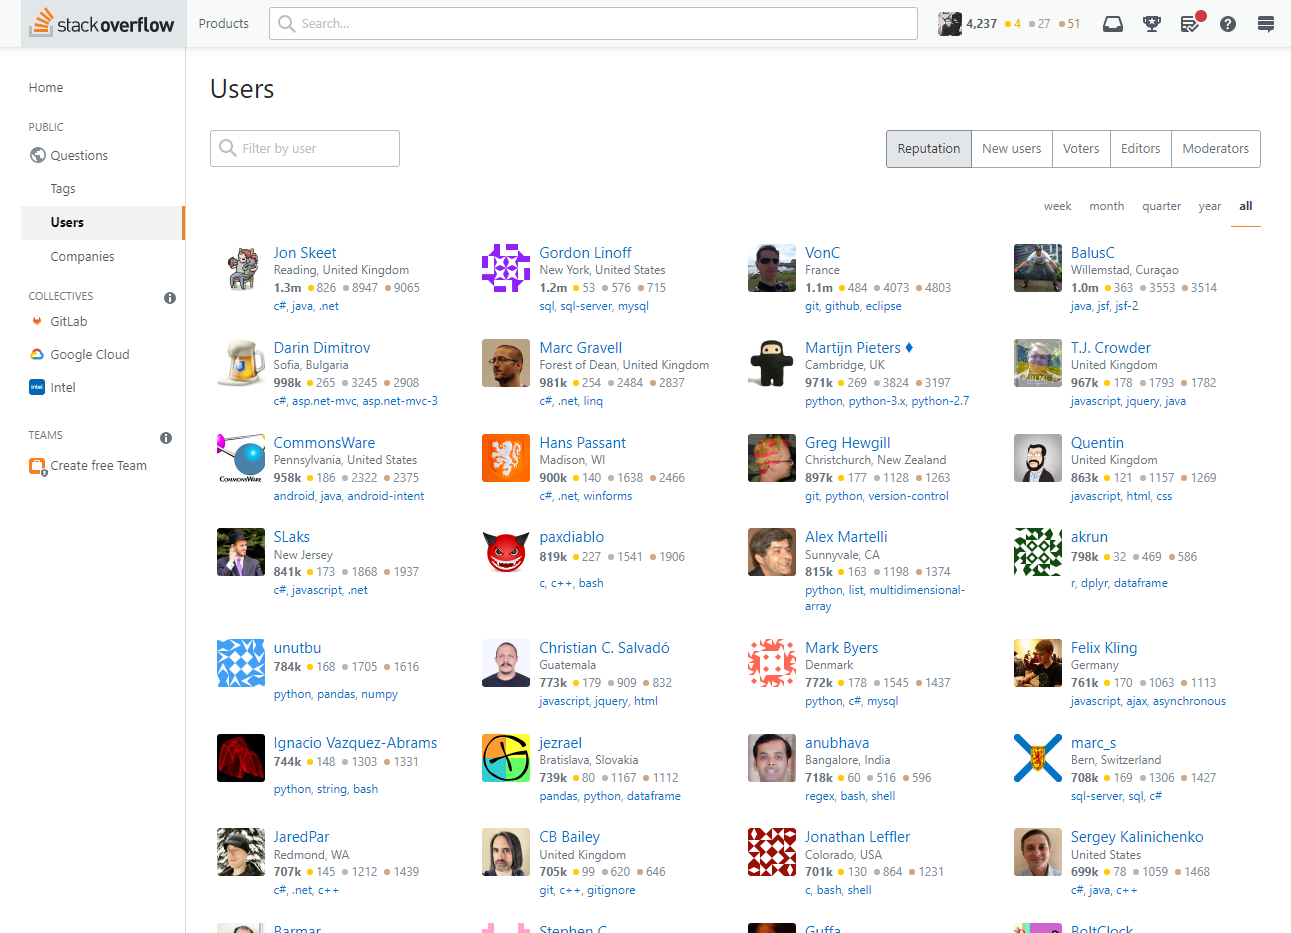 stackoverflow
Products
Search...
4,237 4 27 51
Home
PUBLIC
Questions
Tags
Users
Companies
COLLECTIVES
GitLab
Google Cloud
intel Intel
TEAMS
Create free Team
Users
Filter by user
Reputation New users Voters Editors Moderators
week month quarter year all
Jon Skeet
Reading, United Kingdom
1.3m 826 8947 9065
c#, java, .net
Gordon Linoff
New York, United States
1.2m 53 576 715
sql, sql-server, mysql
VonC
France
1.1m 484 4073 4803
git, github, eclipse
BalusC
Willemstad, Curaçao
1.0m 363 3553 3514
java, jsf, jsf-2
Darin Dimitrov
Sofia, Bulgaria
998k 265 3245 2908
c#, asp.net-mvc, asp.net-mvc-3
Marc Gravell
Forest of Dean, United Kingdom
981k 254 2484 2837
c#, .net, linq
Martijn Pieters ♦
Cambridge, UK
971k 269 3824 3197
python, python-3.x, python-2.7
T.J. Crowder
United Kingdom
967k 178 1793 1782
javascript, jquery, java
COMMONSWARE
CommonsWare
Pennsylvania, United States
958k 186 2322 2375
android, java, android-intent
Hans Passant
Madison, WI
900k 140 1638 2466
c#, .net, winforms
Greg Hewgill
Christchurch, New Zealand
897k 177 1128 1263
git, python, version-control
Quentin
United Kingdom
863k 121 1157 1269
javascript, html, css
SLaks
New Jersey
841k 173 1868 1937
c#, javascript, .net
paxdiablo
819k 227 1541 1906
c, c++, bash
Alex Martelli
Sunnyvale, CA
815k 163 1198 1374
python, list, multidimensional-
array
akrun
798k 32 469 586
r, dplyr, dataframe
unutbu
784k 168 1705 1616
python, pandas, numpy
Christian C. Salvadó
Guatemala
773k 179 909 832
javascript, jquery, html
Mark Byers
Denmark
772k 178 1545 1437
python, c#, mysql
Felix Kling
Germany
761k 170 1063 1113
javascript, ajax, asynchronous
Ignacio Vazquez-Abrams
744k 148 1303 1331
python, string, bash
jezrael
Bratislava, Slovakia
739k 80 1167 1112
pandas, python, dataframe
anubhava
Bangalore, India
718k 60 516 596
regex, bash, shell
marc_s
Bern, Switzerland
708k 169 1306 1427
sql-server, sql, c#
JaredPar
Redmond, WA
707k 145 1212 1439
c#, .net, c++
CB Bailey
United Kingdom
705k 99 620 646
git, c++, gitignore
Jonathan Leffler
Colorado, USA
701k 130 864 1231
c, bash, shell
Sergey Kalinichenko
United States
699k 78 1059 1468
c#, java, c++
Barmar
Stephen C
Guffa
BoltClock